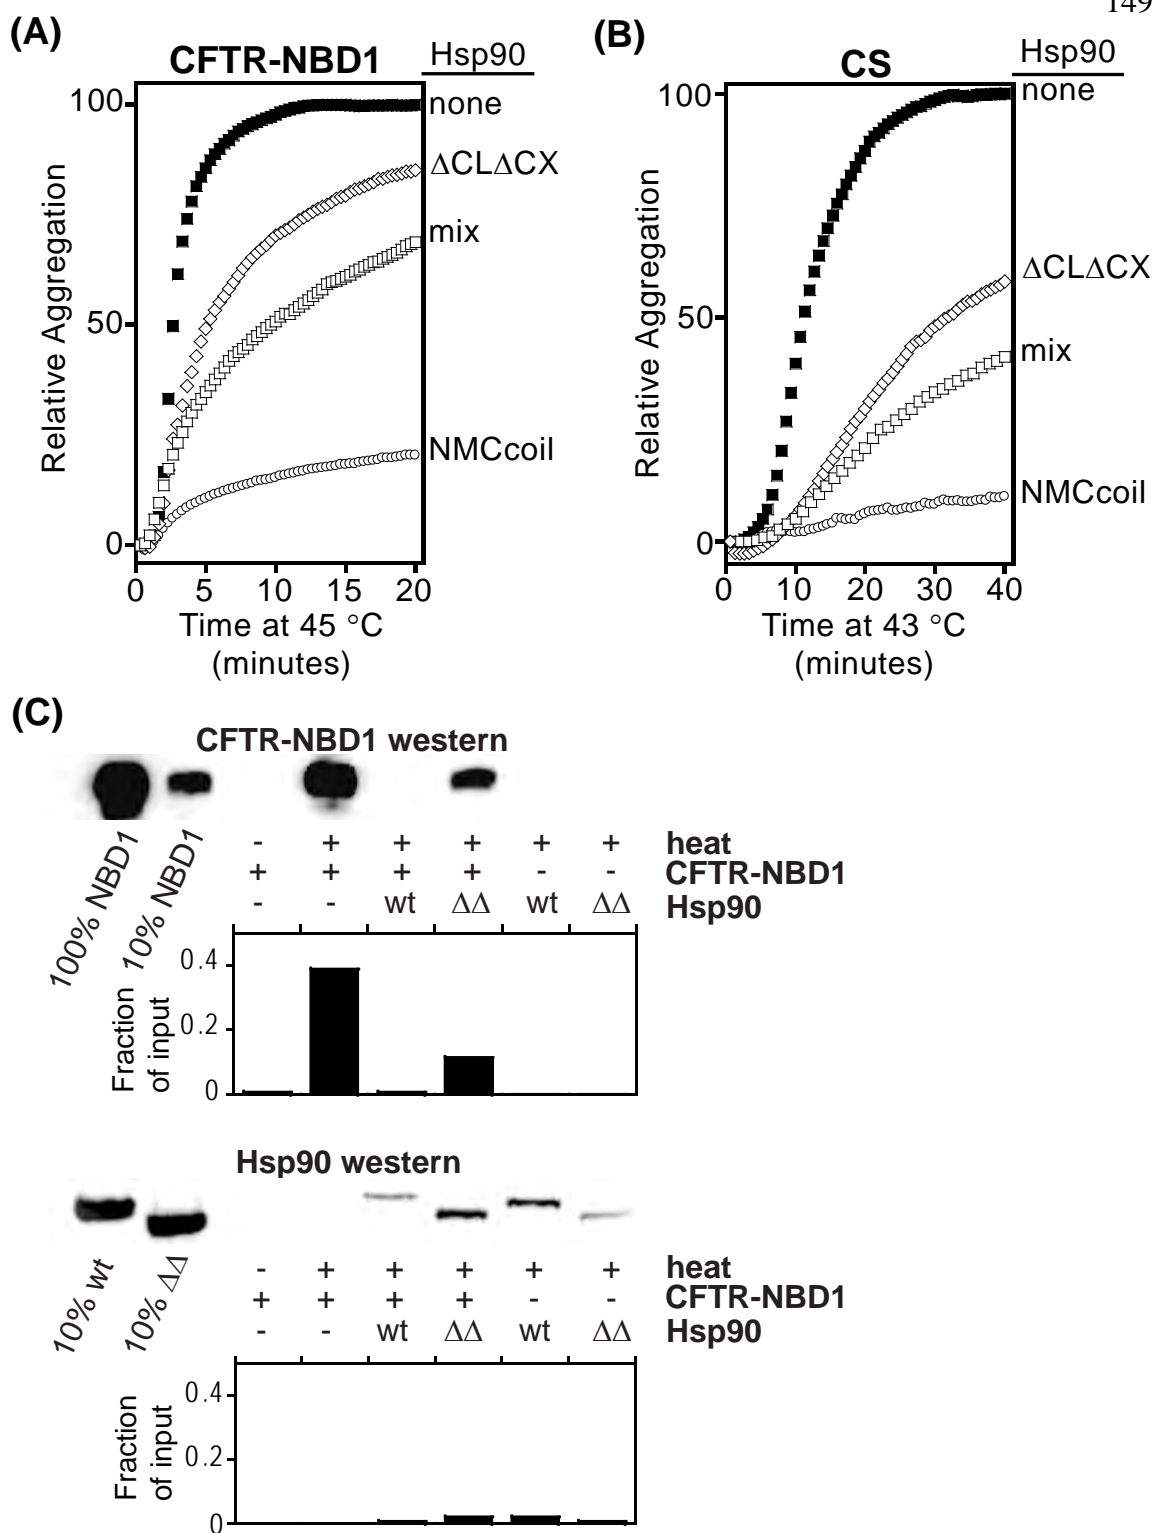 149
(A)
CFTR-NBD1
Hsp90
100
50
0
none
ΔCLΔCX
mix
NMCcoil
Relative Aggregation
0 5 10 15 20
Time at 45 °C
(minutes)
(B)
CS
Hsp90
100
50
0
none
ΔCLΔCX
mix
NMCcoil
Relative Aggregation
0 10 20 30 40
Time at 43 °C
(minutes)
(C)
CFTR-NBD1 western
100% NBD1
10% NBD1
- + + + + + heat
+ + + + - - CFTR-NBD1
- - wt ΔΔ wt ΔΔ Hsp90
Fraction
of input
0.4
0.2
0
Hsp90 western
10% wt
10% ΔΔ
- + + + + + heat
+ + + + - - CFTR-NBD1
- - wt ΔΔ wt ΔΔ Hsp90
Fraction
of input
0.4
0.2
0